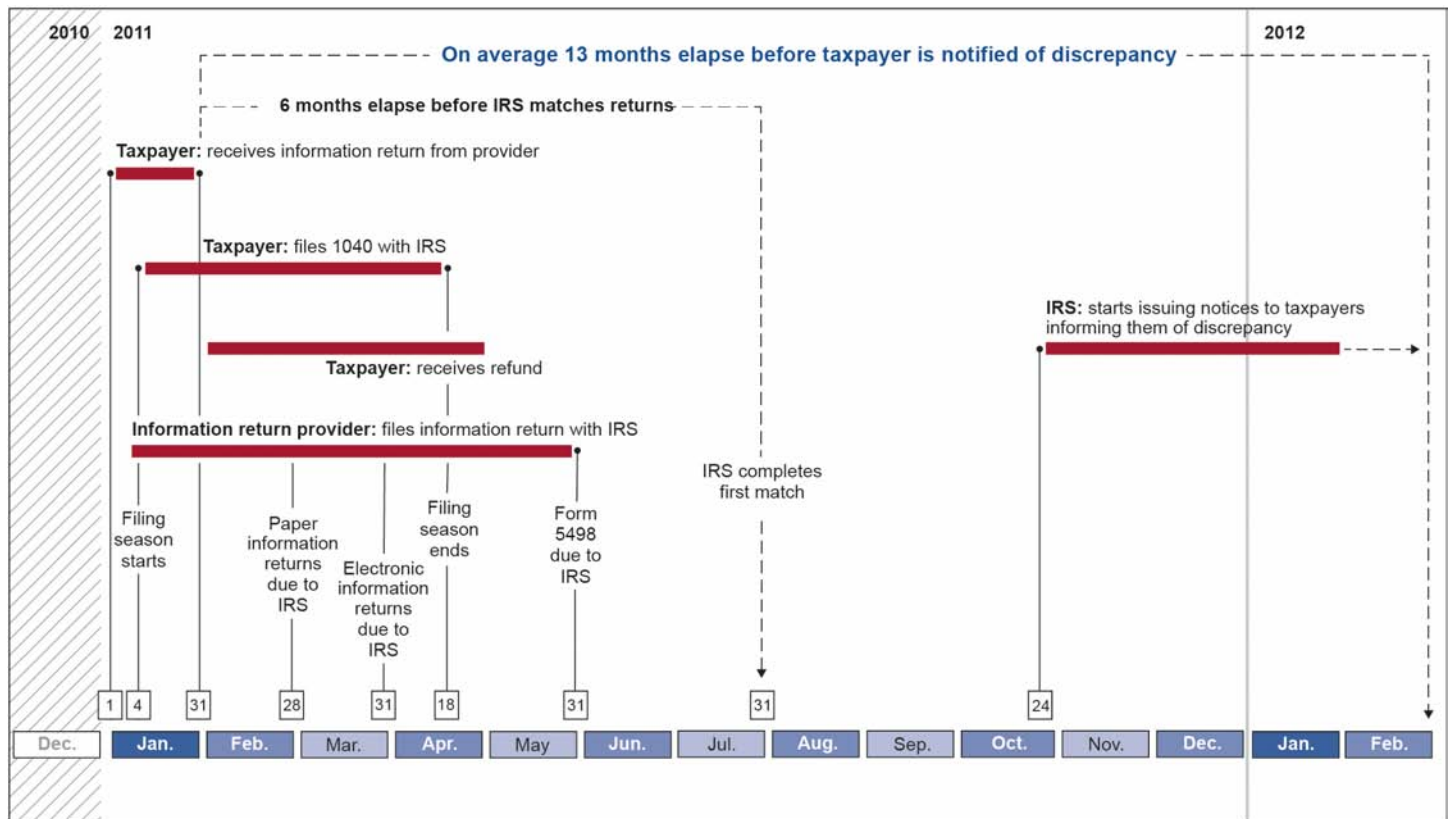 2010 2011 2012
On average 13 months elapse before taxpayer is notified of discrepancy
6 months elapse before IRS matches returns
Taxpayer: receives information return from provider
Taxpayer: files 1040 with IRS
IRS: starts issuing notices to taxpayers
informing them of discrepancy
Taxpayer: receives refund
Information return provider: files information return with IRS
IRS completes
first match
Filing
season
starts
Paper
information
returns
due to
IRS
Electronic
information
returns
due to
IRS
Filing
season
ends
Form
5498
due to
IRS
1 4 31 28 31 18 31 31 24
Dec. Jan. Feb. Mar. Apr. May Jun. Jul. Aug. Sep. Oct. Nov. Dec. Jan. Feb.